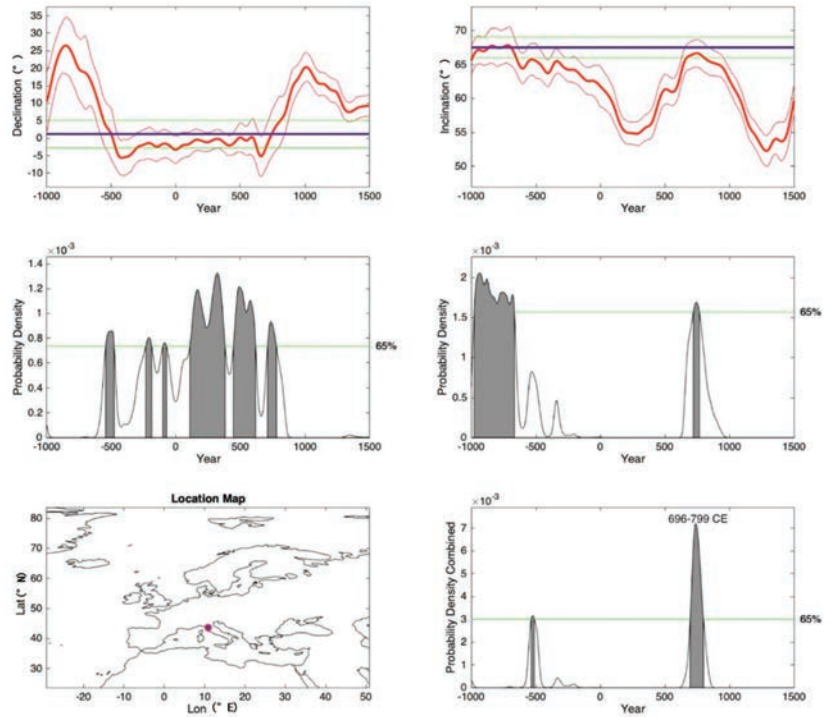 35
30
25
20
15
10
5
0
-5
-10
Declination (°)
-1000 -500 0 500 1000 1500
Year
70
65
60
55
50
Inclination (°)
-1000 -500 0 500 1000 1500
Year
×10-3
1.4
1.2
1
0.8
0.6
0.4
0.2
0
Probability Density
65%
-1000 -500 0 500 1000 1500
Year
×10-3
2
1.5
1
0.5
0
Probability Density
65%
-1000 -500 0 500 1000 1500
Year
Location Map
80
70
60
50
40
30
Lat(° N)
-20 -10 0 10 20 30 40 50
Lon (° E)
×10-3
696-799 CE
7
6
5
4
3
2
1
0
Probability Density Combined
65%
-1000 -500 0 500 1000 1500
Year